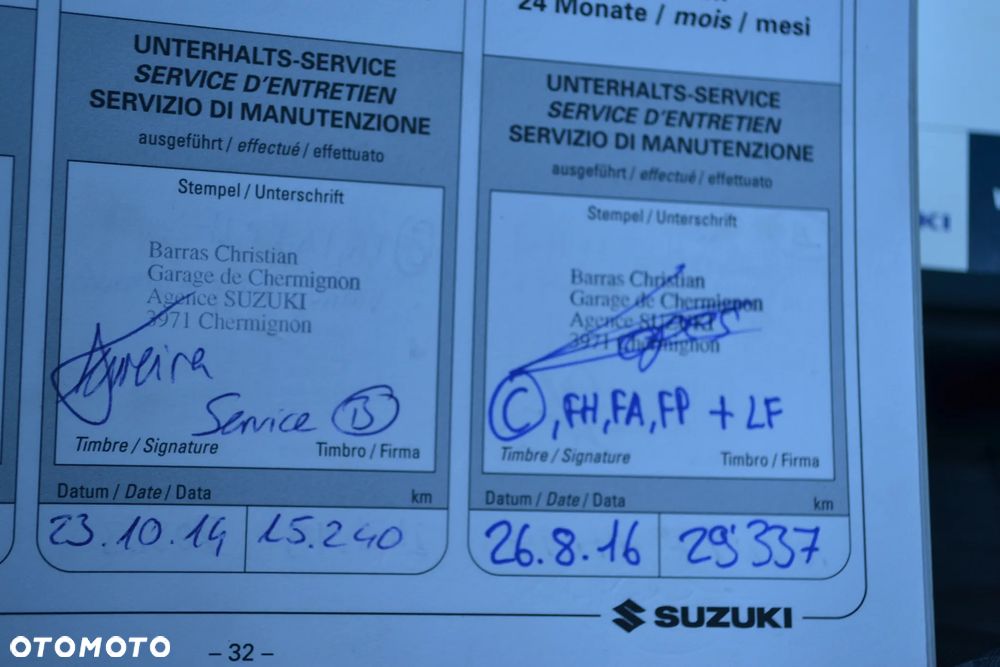 24 Monate / mois / mesi
UNTERHALTS-SERVICE
SERVICE D'ENTRETIEN
SERVIZIO DI MANUTENZIONE
ausgeführt / effectué / effettuato
Stempel / Unterschrift
Barras Christian
Garage de Chermignon
Agence SUZUKI
3971 Chermignon
Service B
Timbre / Signature Timbro / Firma
Datum / Date / Data km
23.10.14 15.240
UNTERHALTS-SERVICE
SERVICE D'ENTRETIEN
SERVIZIO DI MANUTENZIONE
ausgeführt / effectué / effettuato
Stempel / Unterschrift
Barras Christian
Garage de Chermignon
Agence SUZUKI
3971 Chermignon
C, FH, FA, FP + LF
Timbre / Signature Timbro / Firma
Datum / Date / Data km
26.8.16 29'337
SUZUKI
OTOMOTO
– 32 –